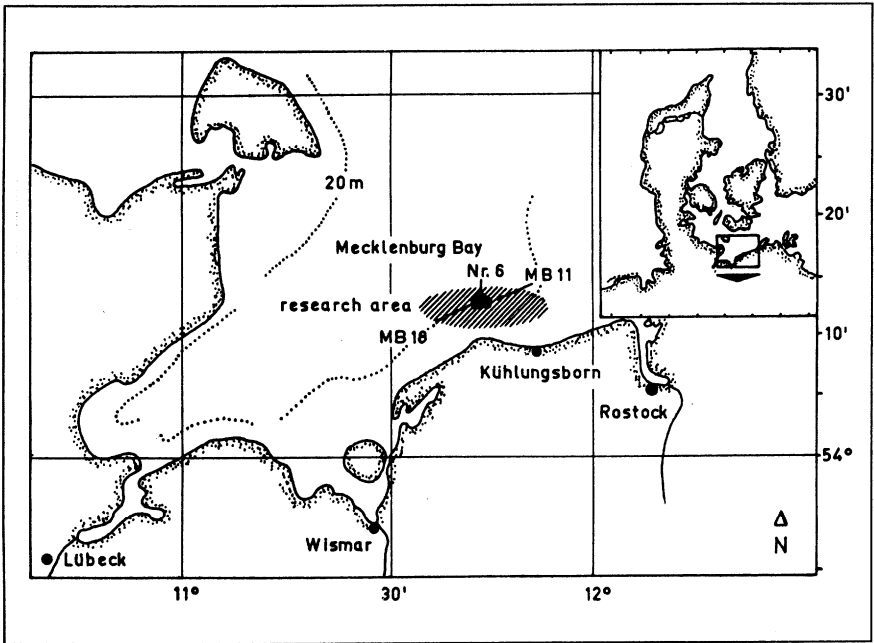 30'
20m
20'
Mecklenburg Bay
Nr. 6
MB 11
research area
10'
MB 18
Kühlungsborn
Rostock
54°
Wismar
Lübeck
N
11°
30'
12°